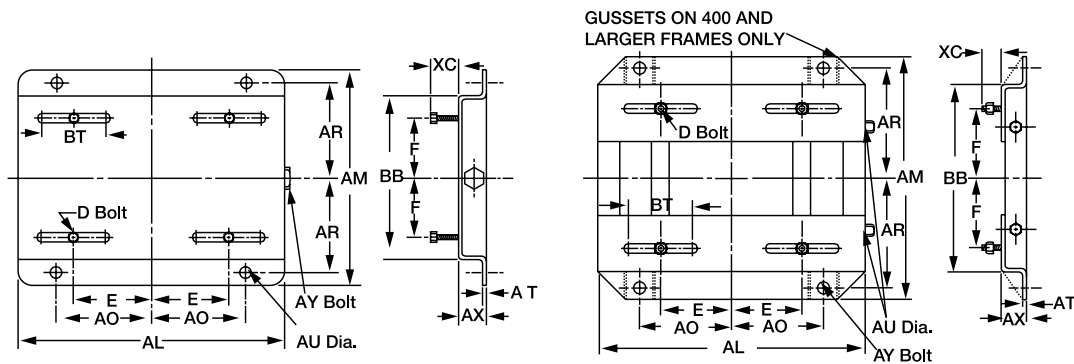 GUSSETS ON 400 AND
LARGER FRAMES ONLY
XC
BT
D Bolt
AR
AM
AR
E
E
AO
AO
AL
AY Bolt
AU Dia.
XC
F
BB
F
AT
AX
D Bolt
BT
AR
AM
AR
E
E
AO
AO
AL
AU Dia.
AY Bolt
XC
F
BB
F
AT
AX